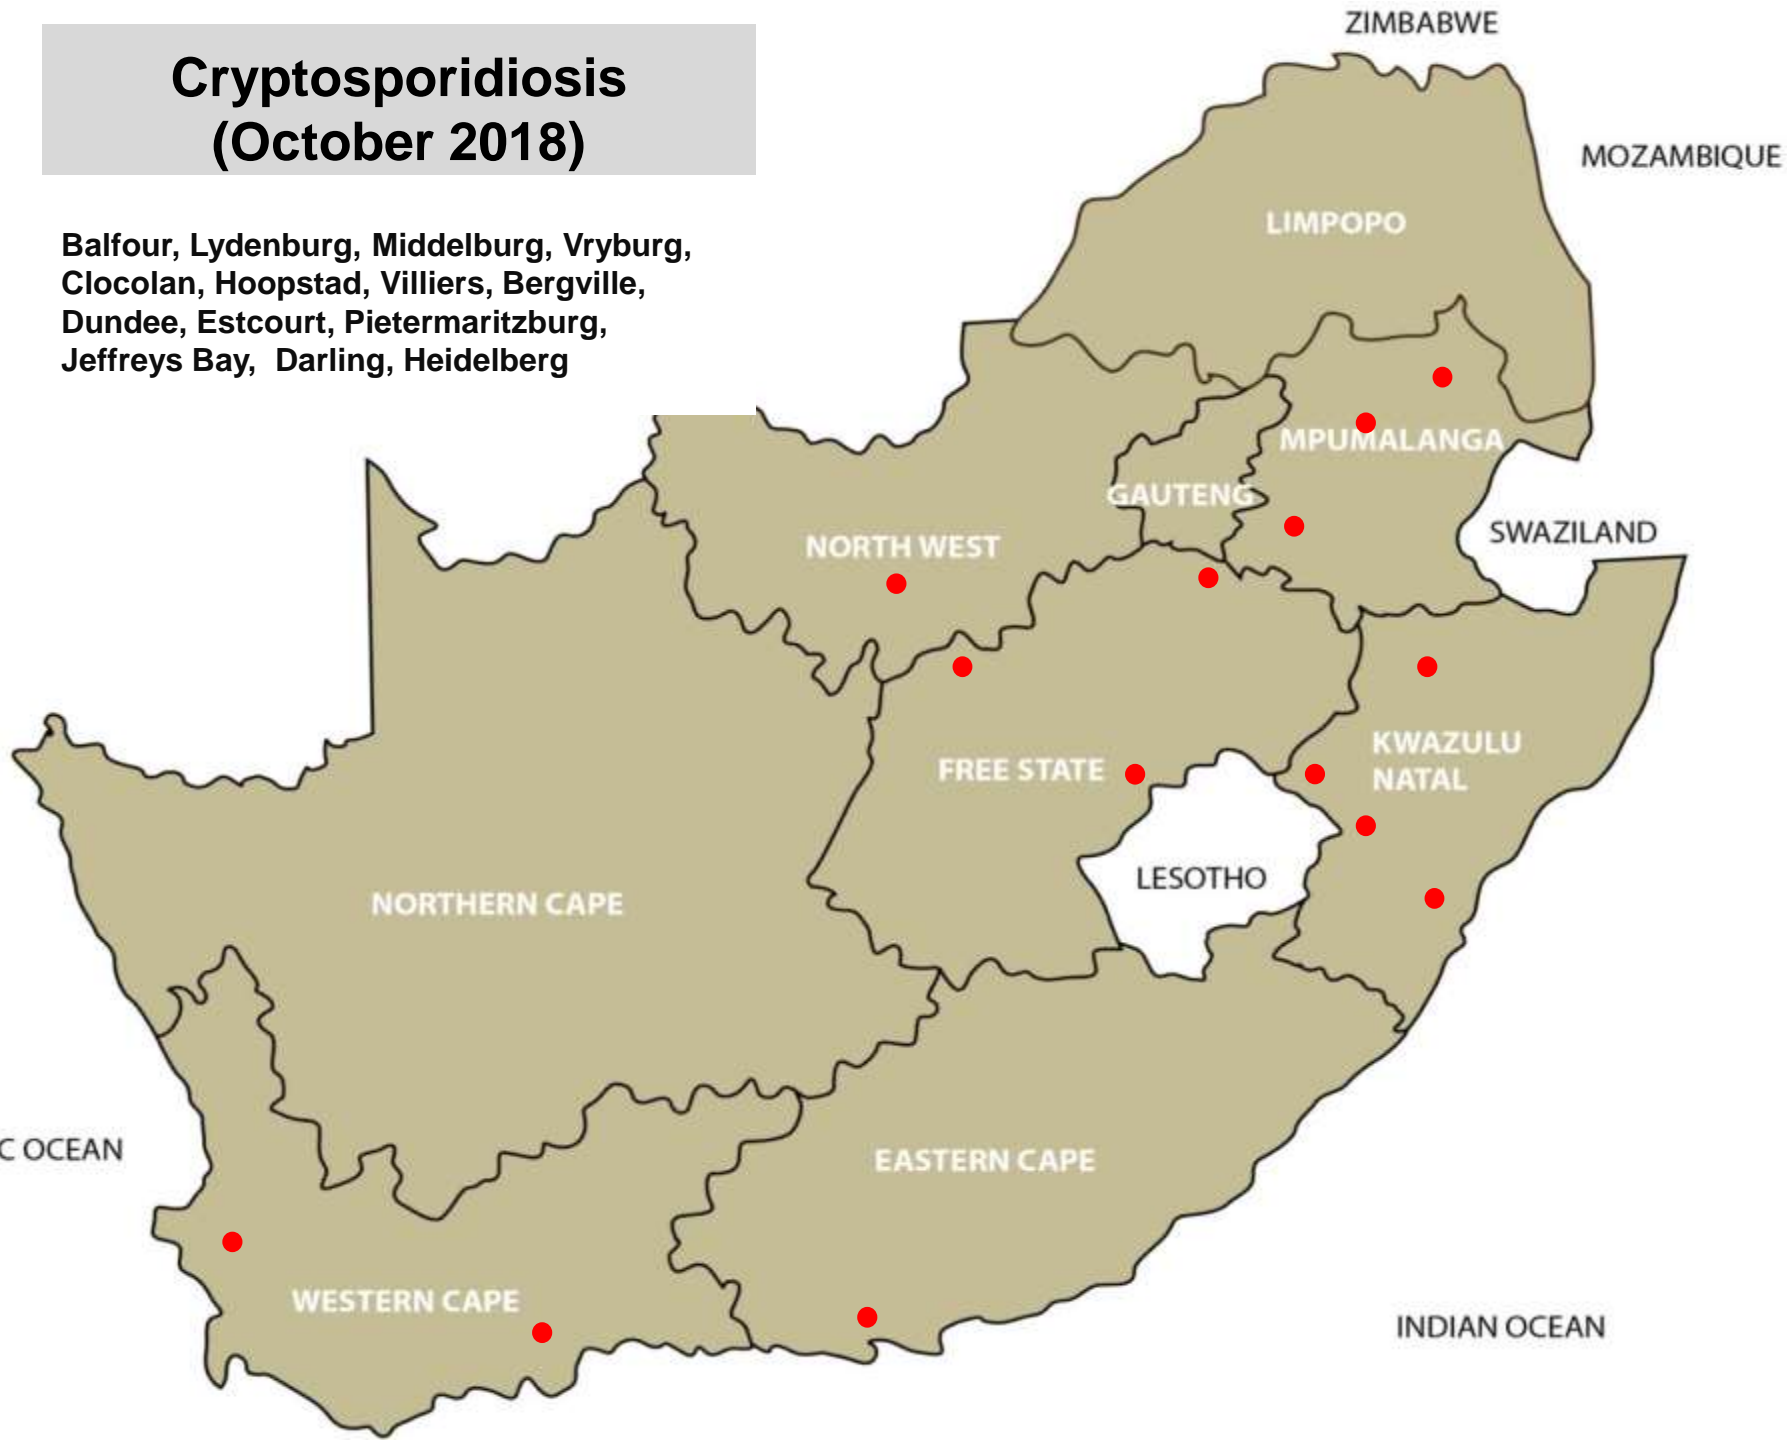 Cryptosporidiosis
(October 2018)
Balfour, Lydenburg, Middelburg, Vryburg,
Clocolan, Hoopstad, Villiers, Bergville,
Dundee, Estcourt, Pietermaritzburg,
Jeffreys Bay, Darling, Heidelberg
ZIMBABWE
MOZAMBIQUE
LIMPOPO
MPUMALANGA
GAUTENG
NORTH WEST
SWAZILAND
KWAZULU
NATAL
FREE STATE
LESOTHO
NORTHERN CAPE
C OCEAN
EASTERN CAPE
WESTERN CAPE
INDIAN OCEAN